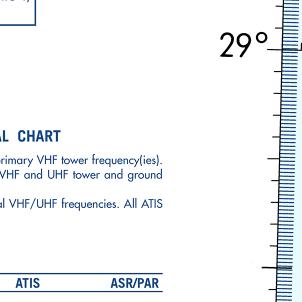 29°
AL CHART
primary VHF tower frequency(ies).
VHF and UHF tower and ground
al VHF/UHF frequencies. All ATIS
ATIS ASR/PAR